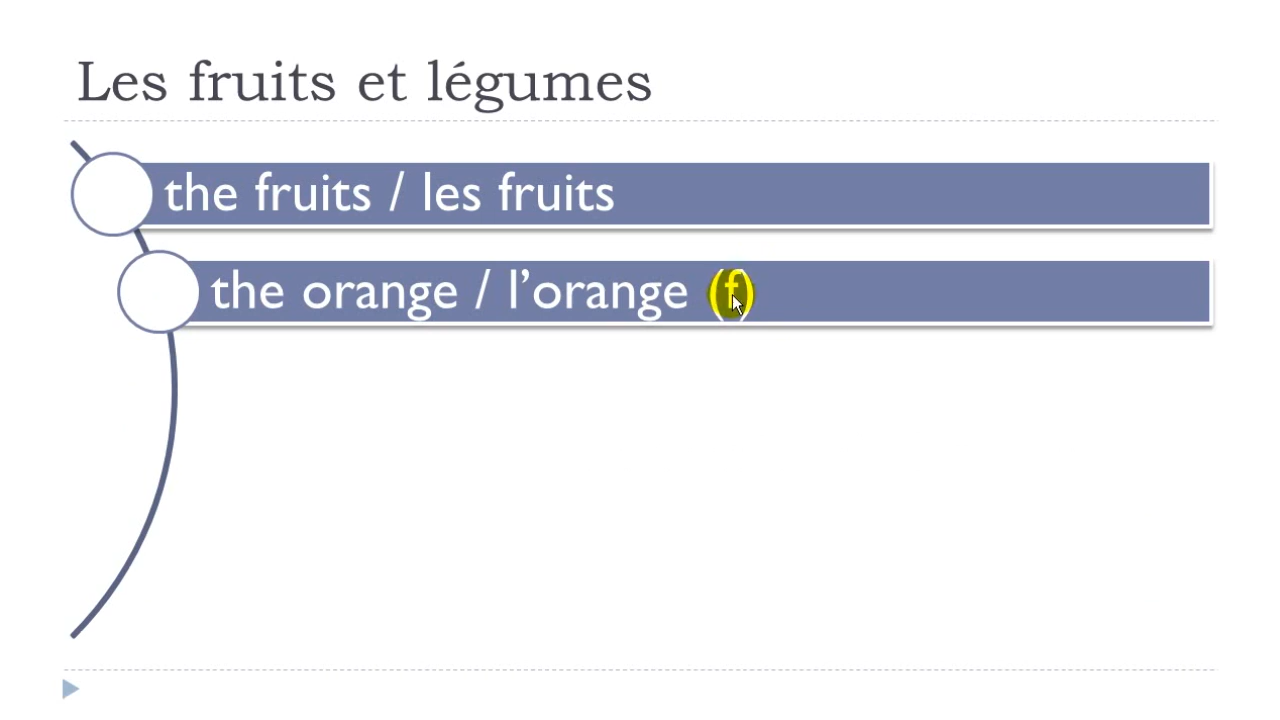 Les fruits et légumes
the fruits / les fruits
the orange / l’orange (f)